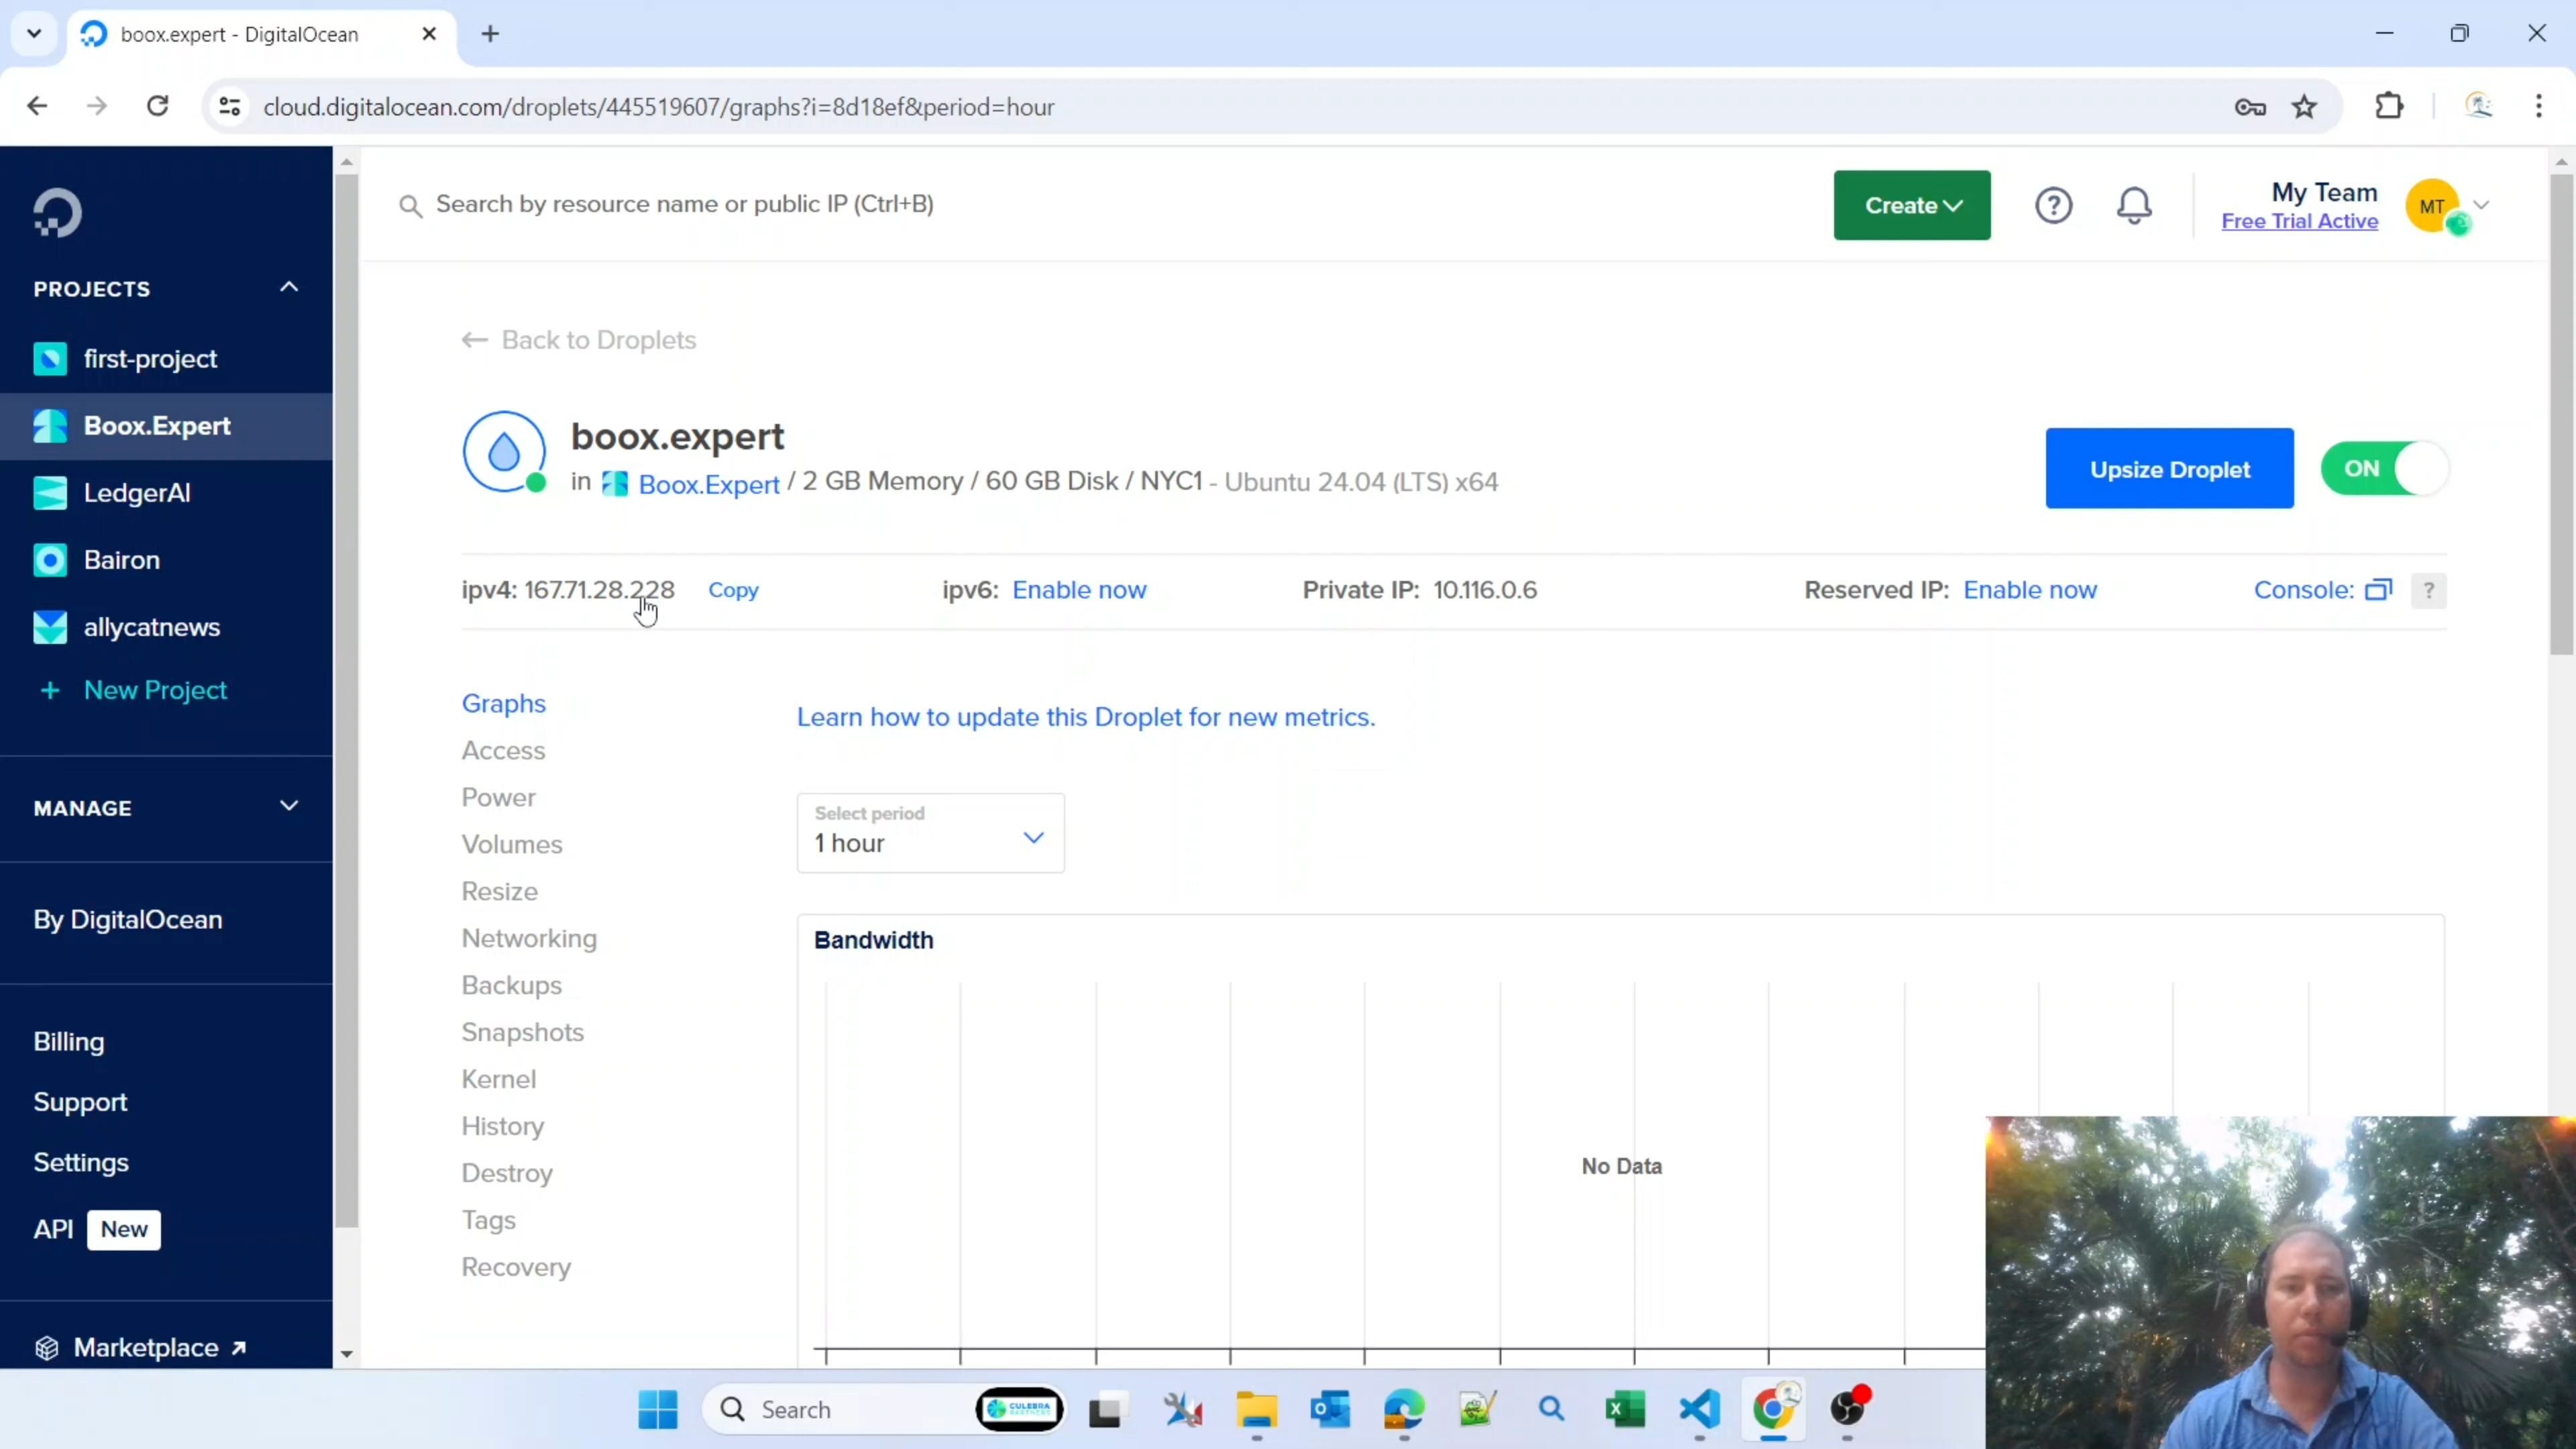 boox.expert - DigitalOcean
cloud.digitalocean.com/droplets/445519607/graphs?i=8d18ef&period=hour
Search by resource name or public IP (Ctrl+B)
Create
My Team
Free Trial Active
MT
PROJECTS
first-project
Boox.Expert
LedgerAI
Bairon
allycatnews
+ New Project
MANAGE
By DigitalOcean
Billing
Support
Settings
API New
Marketplace
← Back to Droplets
boox.expert
in Boox.Expert / 2 GB Memory / 60 GB Disk / NYC1 - Ubuntu 24.04 (LTS) x64
Upsize Droplet
ON
ipv4: 167.71.28.228 Copy
ipv6: Enable now
Private IP: 10.116.0.6
Reserved IP: Enable now
Console: ?
Graphs
Access
Power
Volumes
Resize
Networking
Backups
Snapshots
Kernel
History
Destroy
Tags
Recovery
Learn how to update this Droplet for new metrics.
Select period
1 hour
Bandwidth
No Data
Search
CULEBRA